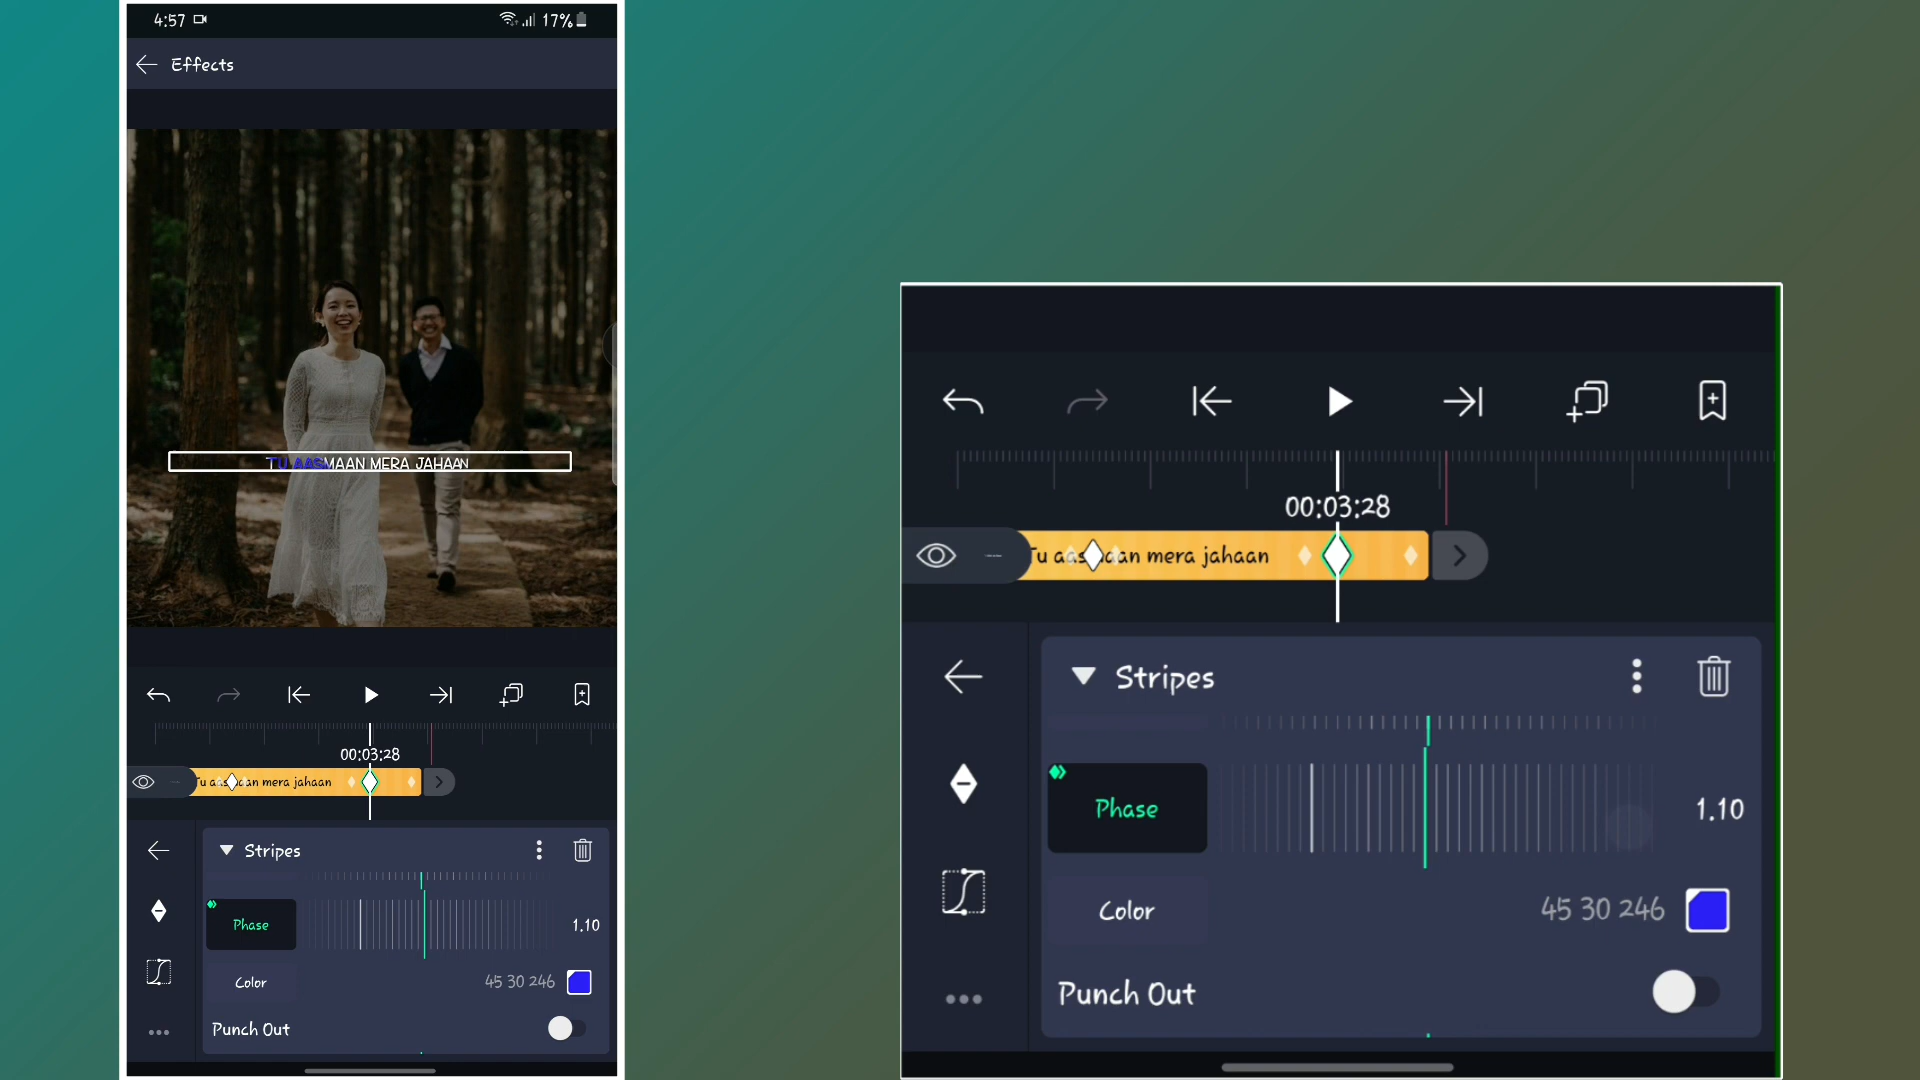 4:57
17%
Effects
TU AASMAAN MERA JAHAAN
00:03:28
mera jahaan
Stripes
Phase
1.10
Color
45 30 246
Punch Out
00:03:28
mera jahaan
Stripes
Phase
1.10
Color
45 30 246
Punch Out